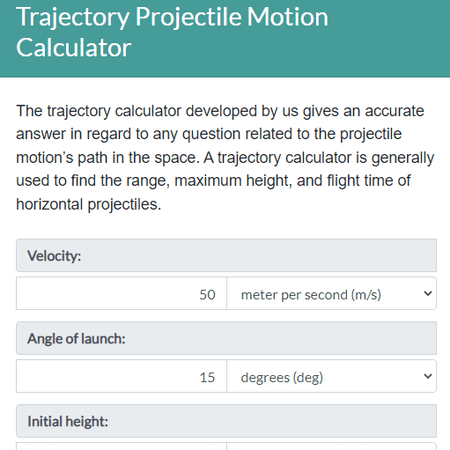 Trajectory Projectile Motion
Calculator
The trajectory calculator developed by us gives an accurate
answer in regard to any question related to the projectile
motion’s path in the space. A trajectory calculator is generally
used to find the range, maximum height, and flight time of
horizontal projectiles.
Velocity:
50 meter per second (m/s)
Angle of launch:
15 degrees (deg)
Initial height: